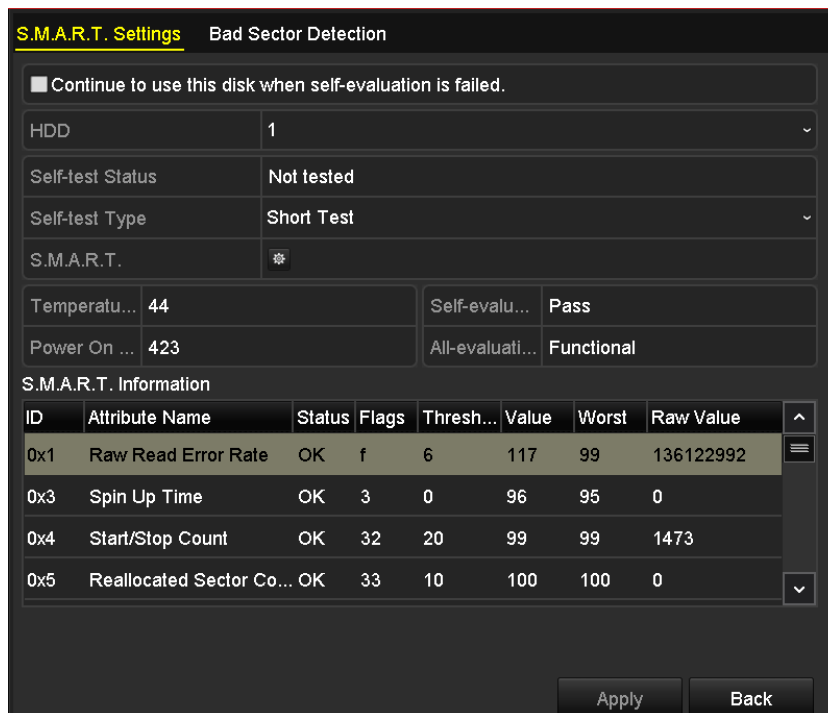 S.M.A.R.T. Settings Bad Sector Detection
Continue to use this disk when self-evaluation is failed.
HDD 1
Self-test Status Not tested
Self-test Type Short Test
S.M.A.R.T.
Temperatu... 44 Self-evalu... Pass
Power On ... 423 All-evaluati... Functional
S.M.A.R.T. Information
ID Attribute Name Status Flags Thresh... Value Worst Raw Value
0x1 Raw Read Error Rate OK f 6 117 99 136122992
0x3 Spin Up Time OK 3 0 96 95 0
0x4 Start/Stop Count OK 32 20 99 99 1473
0x5 Reallocated Sector Co... OK 33 10 100 100 0
Apply Back